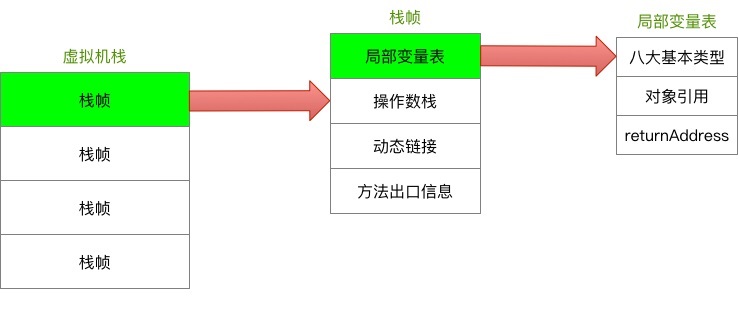 虚拟机栈
栈帧
栈帧
栈帧
栈帧
栈帧
局部变量表
操作数栈
动态链接
方法出口信息
局部变量表
八大基本类型
对象引用
returnAddress